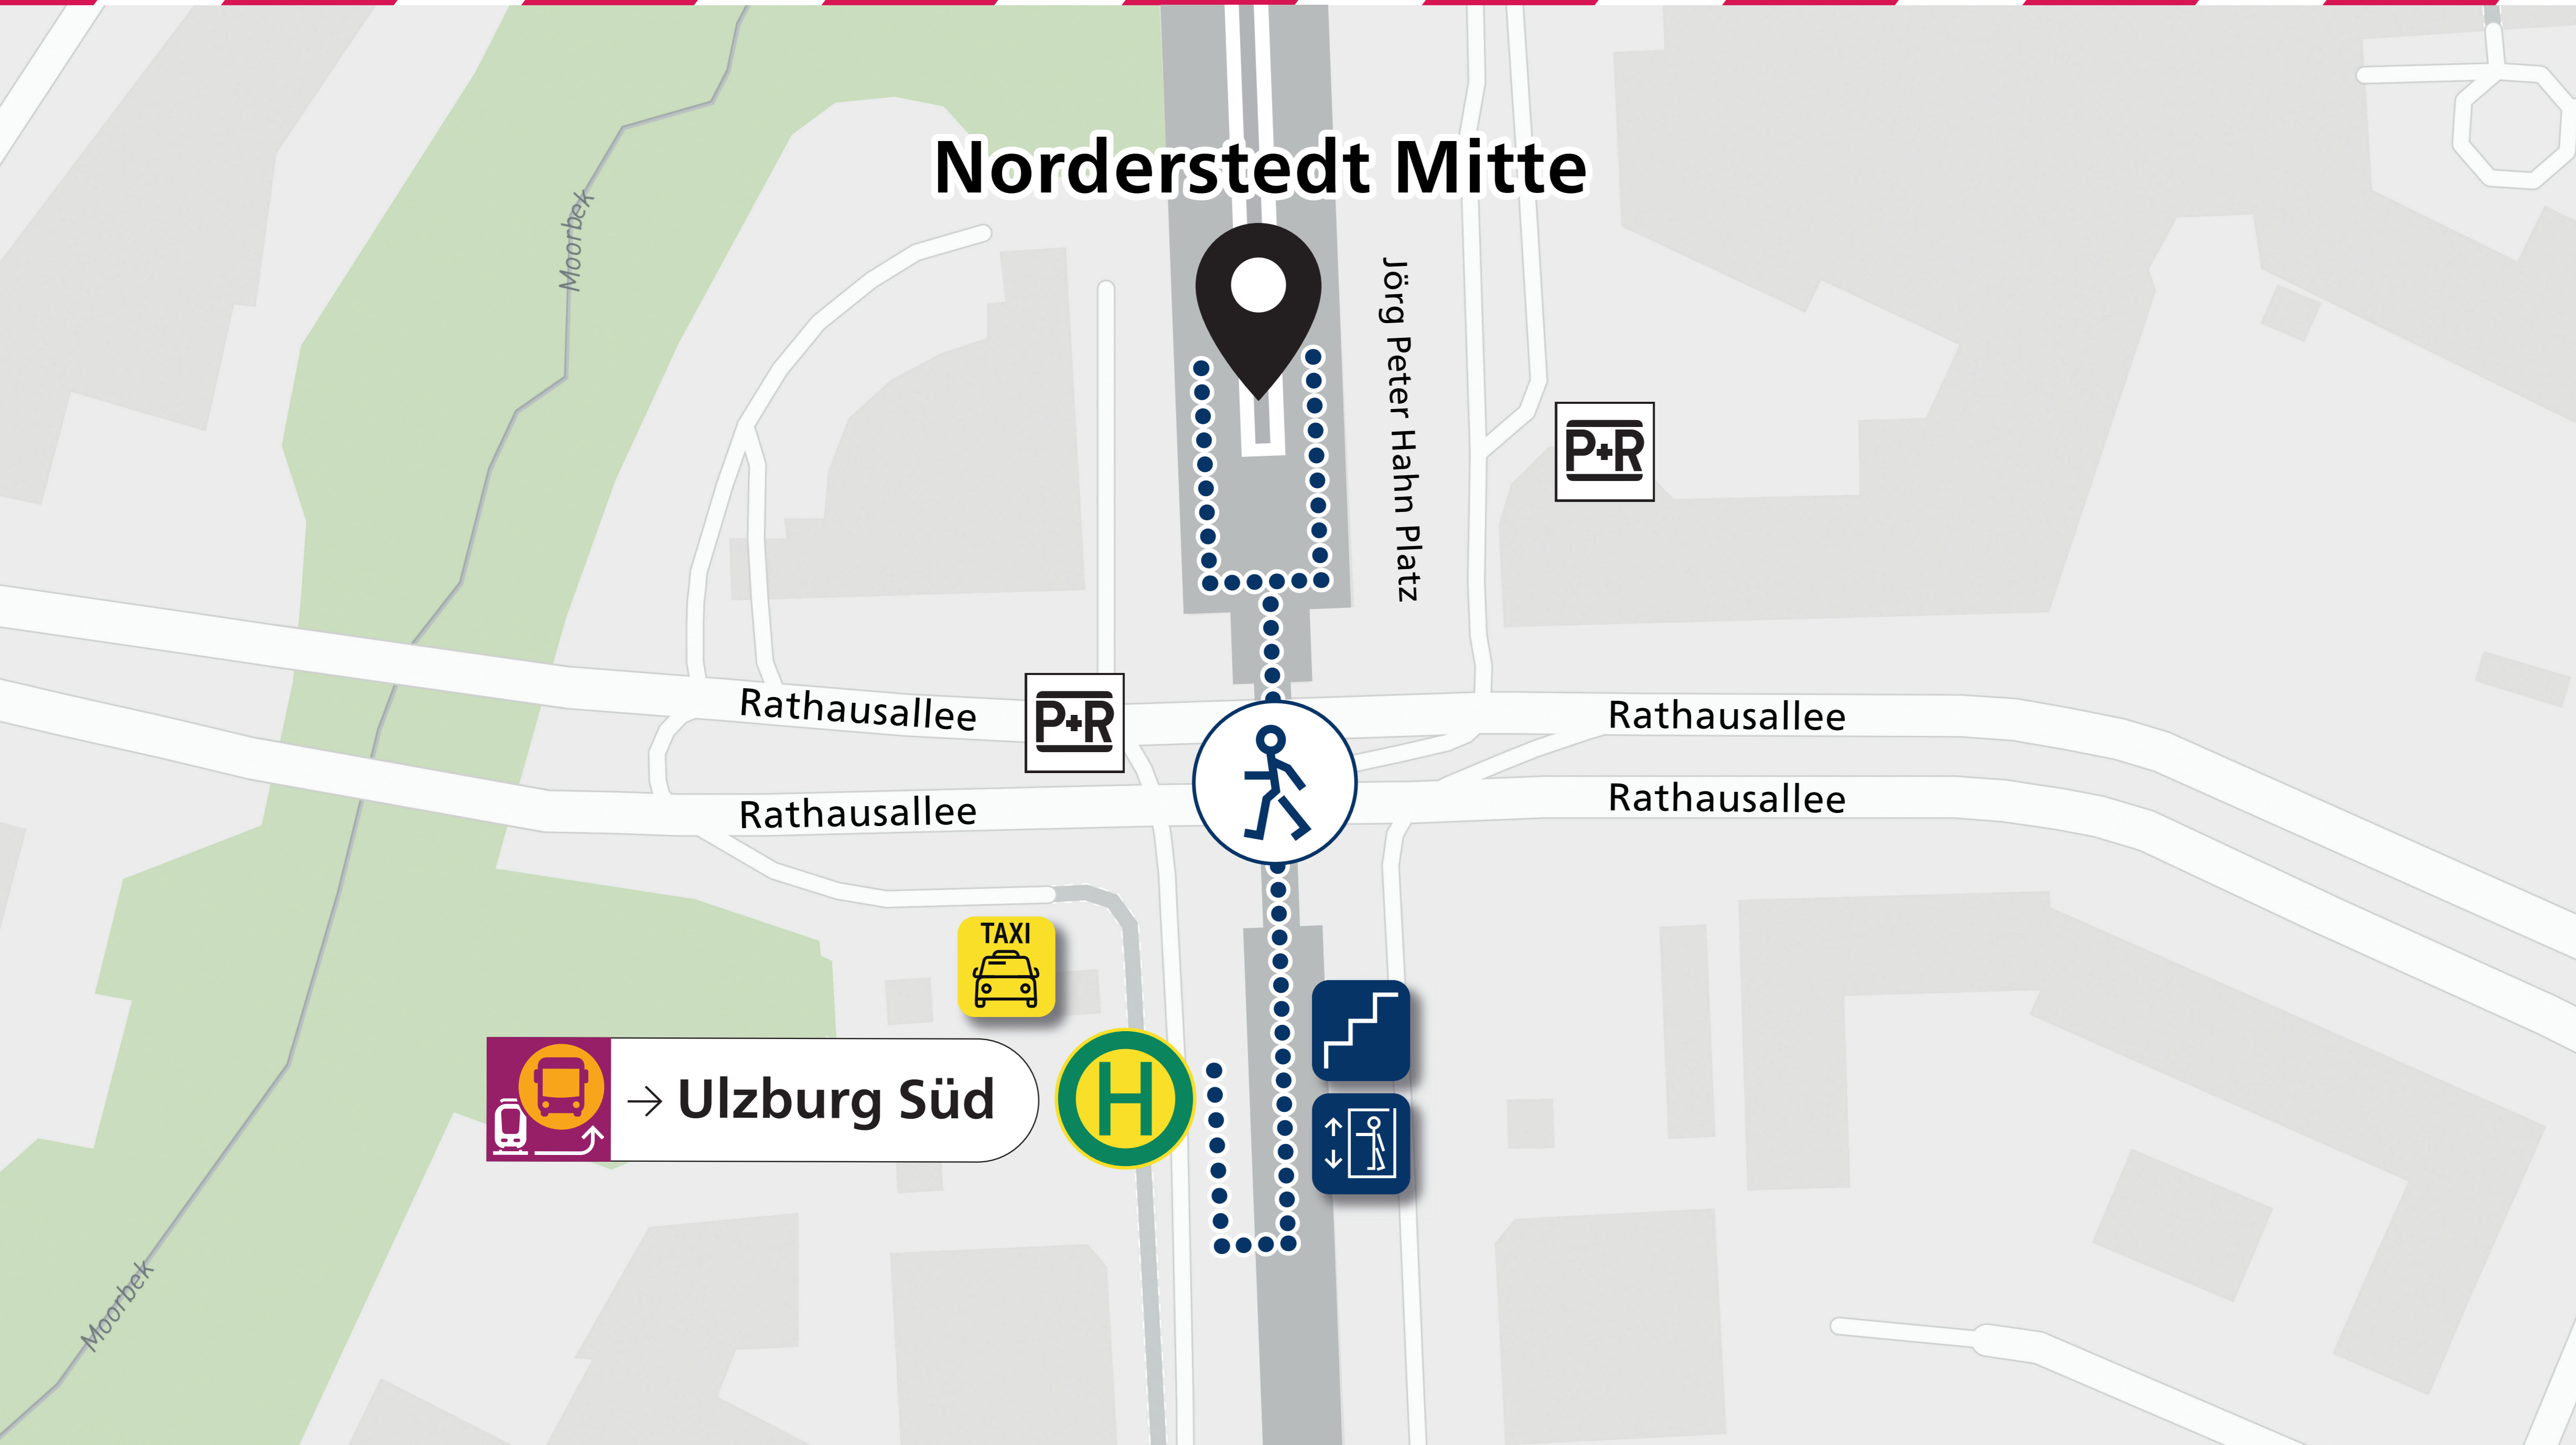 Norderstedt Mitte
Moorbek
Jörg Peter Hahn Platz
P+R
Rathausallee
P+R
Rathausallee
Rathausallee
Rathausallee
TAXI
→ Ulzburg Süd
H
Moorbek